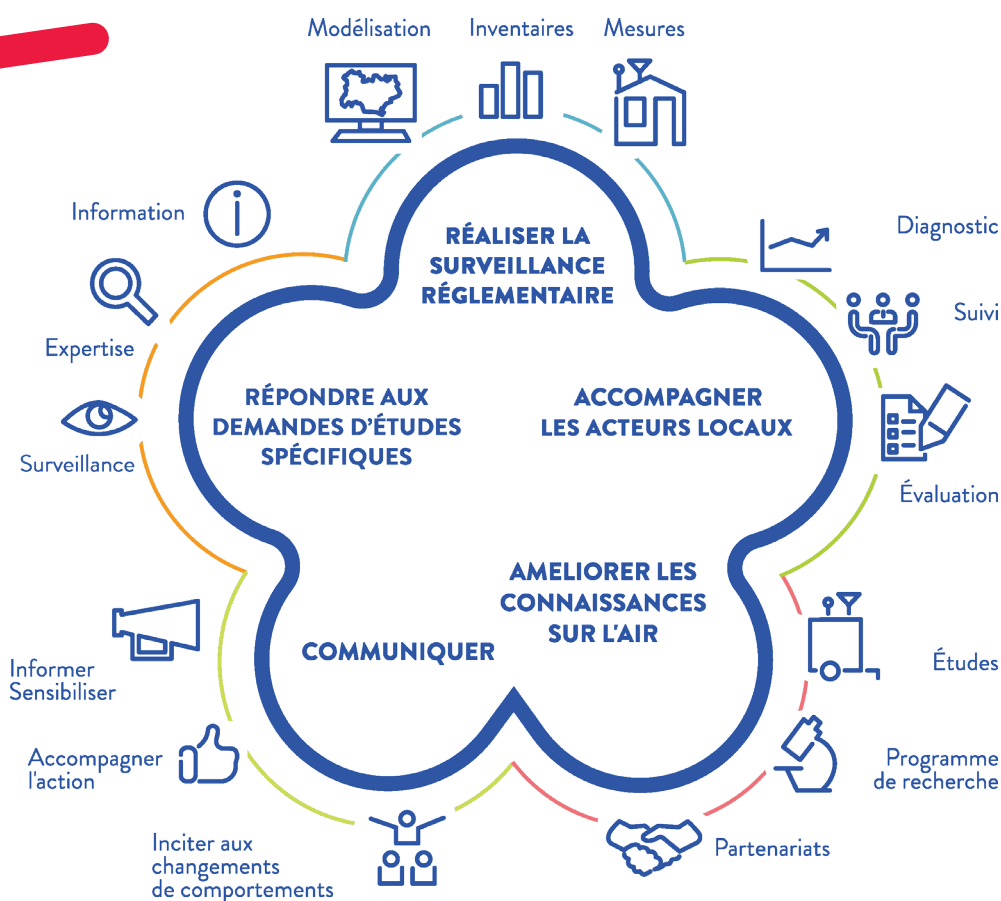 Modélisation
Inventaires
Mesures
RÉALISER LA
SURVEILLANCE
RÉGLEMENTAIRE
Diagnostic
Suivi
Évaluation
ACCOMPAGNER
LES ACTEURS LOCAUX
Études
Programme
de recherche
Partenariats
AMELIORER LES
CONNAISSANCES
SUR L'AIR
COMMUNIQUER
Inciter aux
changements
de comportements
Accompagner
l'action
Informer
Sensibiliser
RÉPONDRE AUX
DEMANDES D'ÉTUDES
SPÉCIFIQUES
Surveillance
Expertise
Information